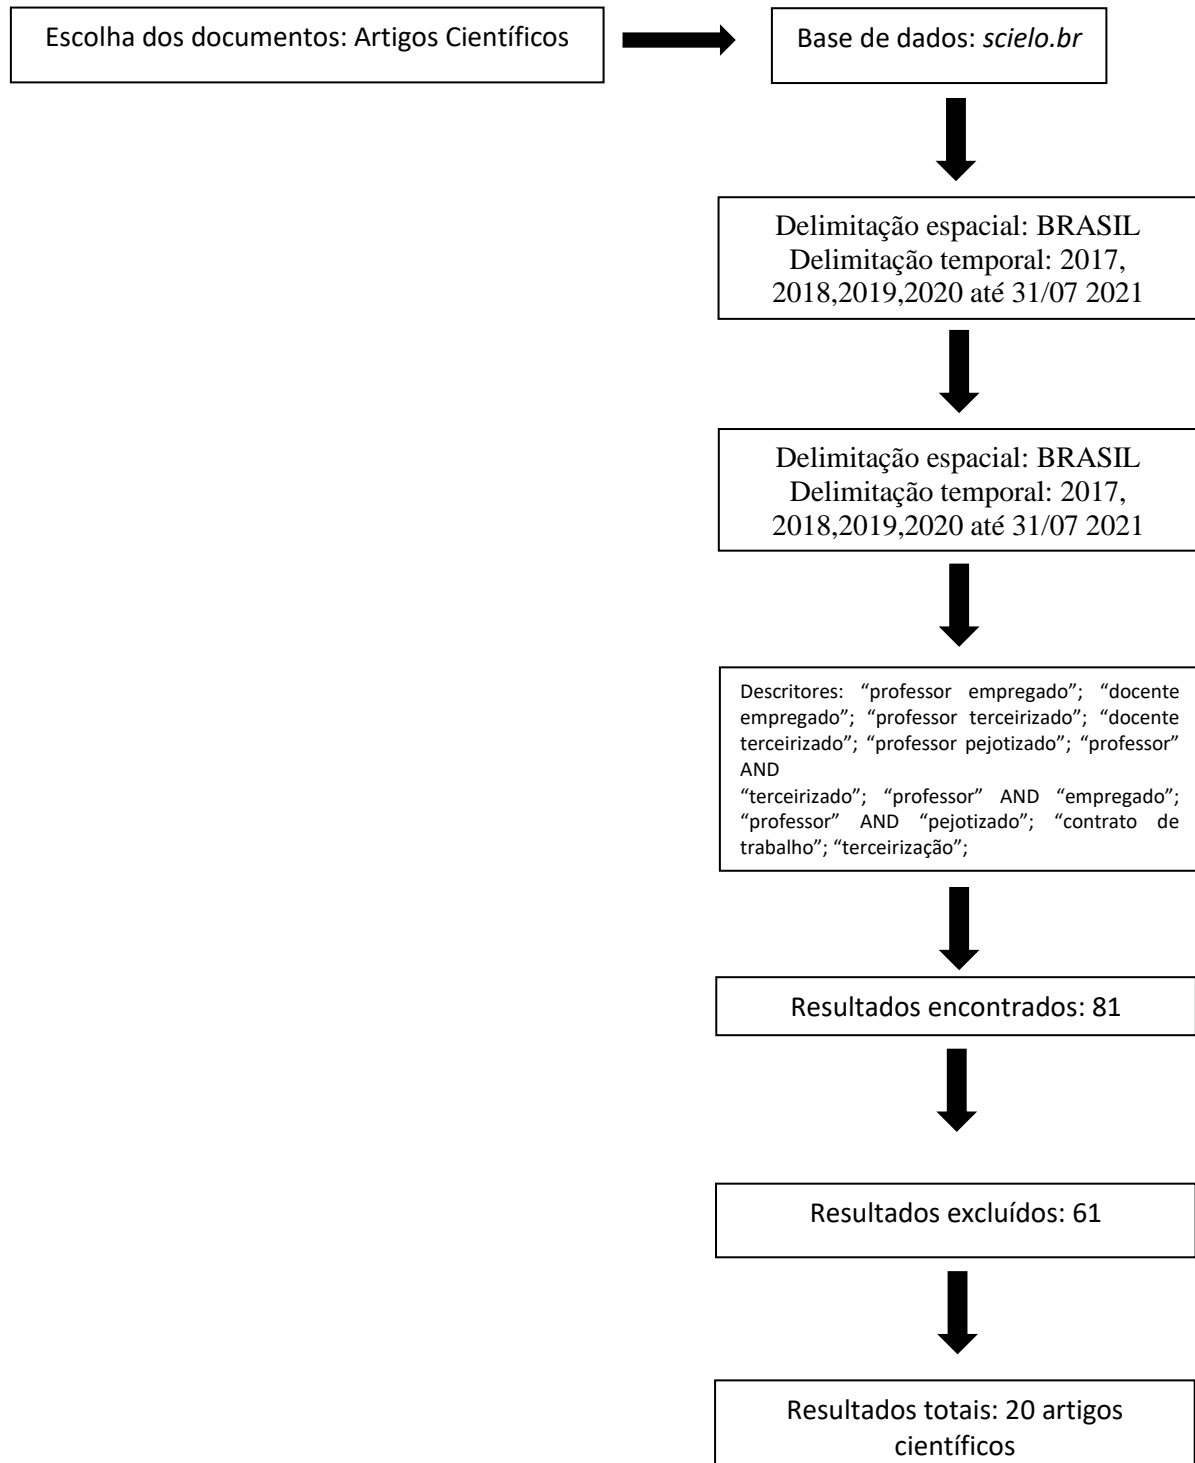 Escolha dos documentos: Artigos Científicos
Base de dados: scielo.br
Delimitação espacial: BRASIL
Delimitação temporal: 2017,
2018,2019,2020 até 31/07 2021
Delimitação espacial: BRASIL
Delimitação temporal: 2017,
2018,2019,2020 até 31/07 2021
Descritores: “professor empregado”; “docente
empregado”; “professor terceirizado”; “docente
terceirizado”; “professor pejotizado”; “professor”
AND
“terceirizado”; “professor” AND “empregado”;
“professor” AND “pejotizado”; “contrato de
trabalho”; “terceirização”;
Resultados encontrados: 81
Resultados excluídos: 61
Resultados totais: 20 artigos
científicos